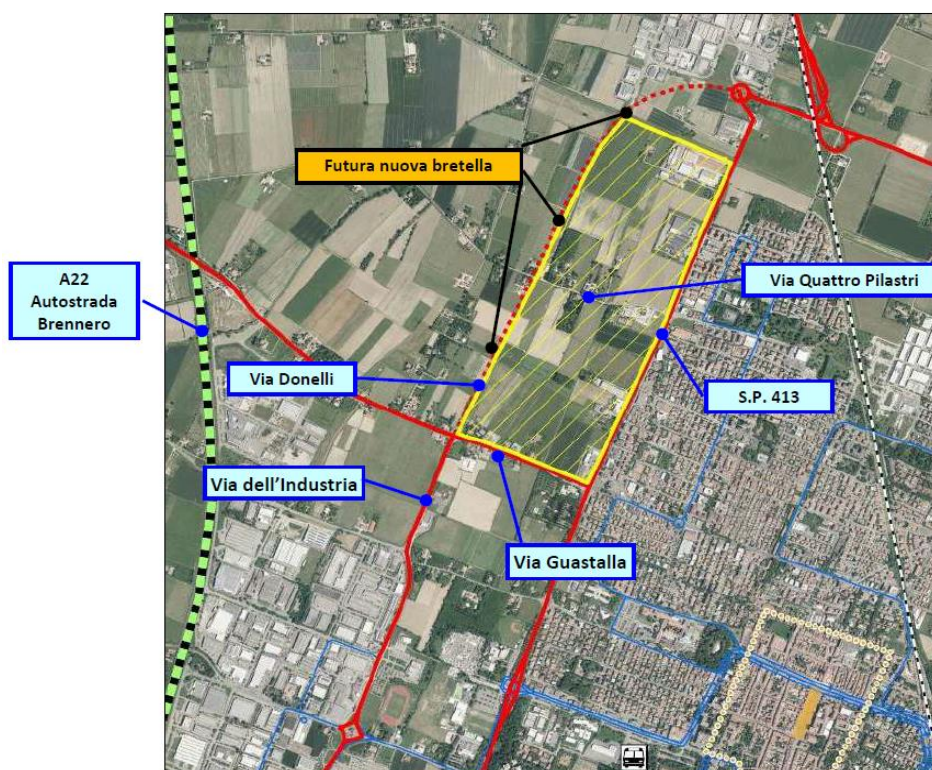 Futura nuova bretella
A22
Autostrada
Brennero
Via Quattro Pilastri
Via Donelli
S.P. 413
Via dell’Industria
Via Guastalla